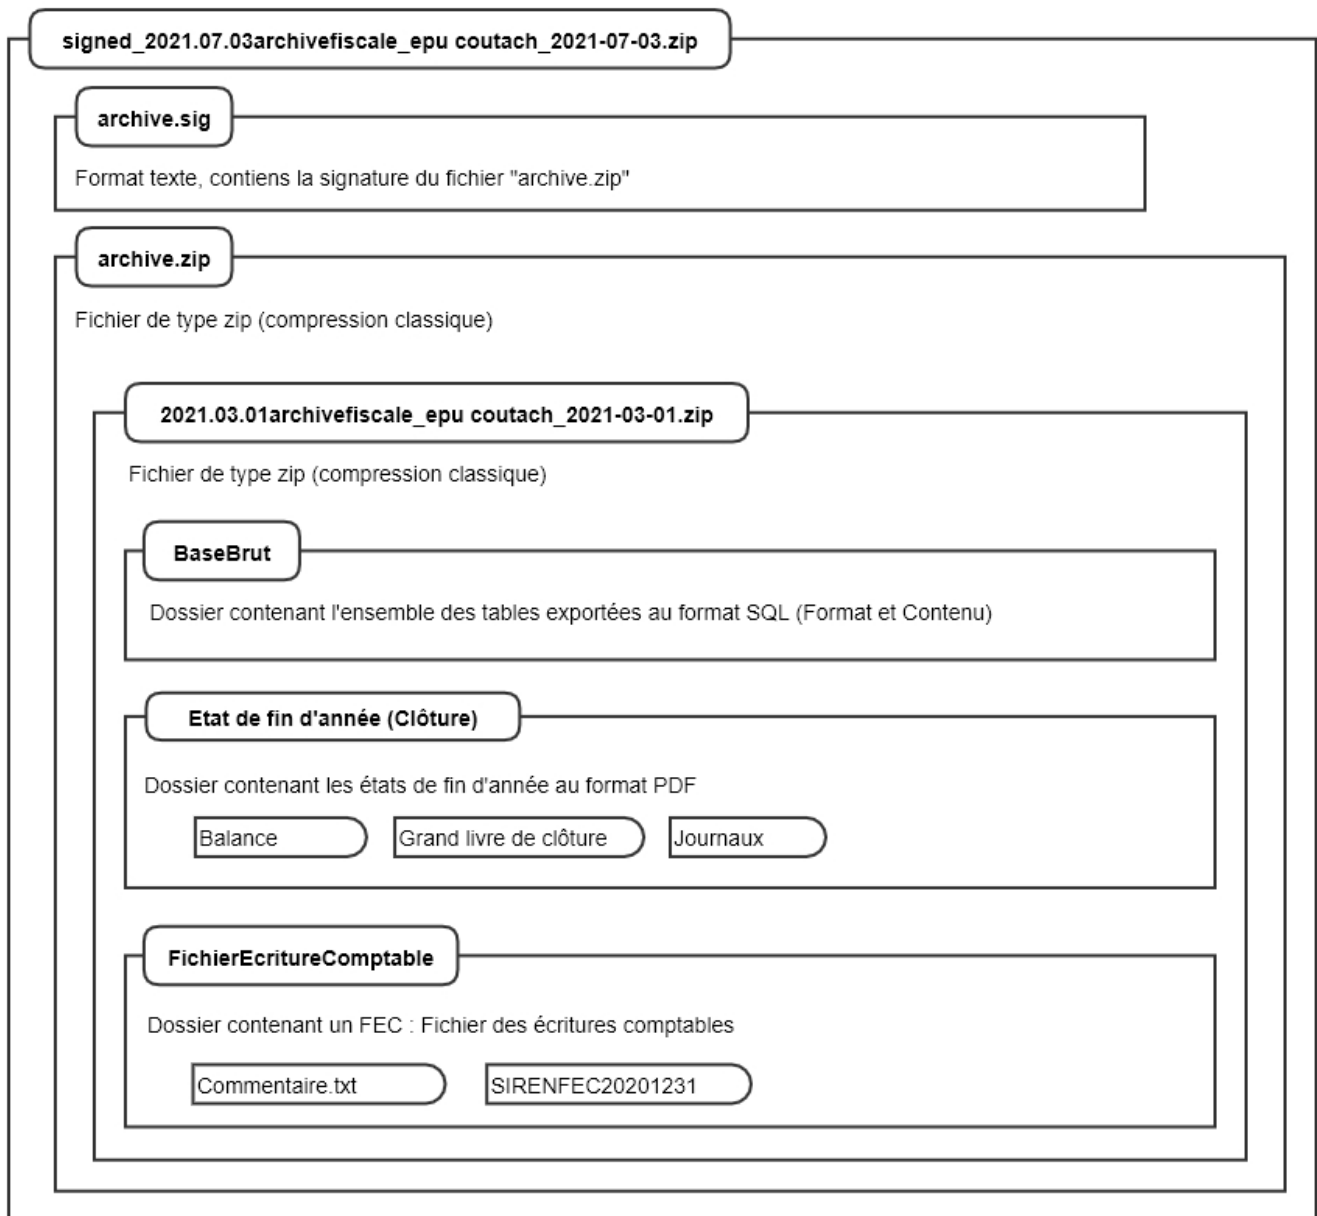 signed_2021.07.03archivefiscale_epu coutach_2021-07-03.zip
archive.sig
Format texte, contiens la signature du fichier "archive.zip"
archive.zip
Fichier de type zip (compression classique)
2021.03.01archivefiscale_epu coutach_2021-03-01.zip
Fichier de type zip (compression classique)
BaseBrut
Dossier contenant l'ensemble des tables exportées au format SQL (Format et Contenu)
Etat de fin d'année (Clôture)
Dossier contenant les états de fin d'année au format PDF
Balance
Grand livre de clôture
Journaux
FichierEcritureComptable
Dossier contenant un FEC : Fichier des écritures comptables
Commentaire.txt
SIRENFEC20201231